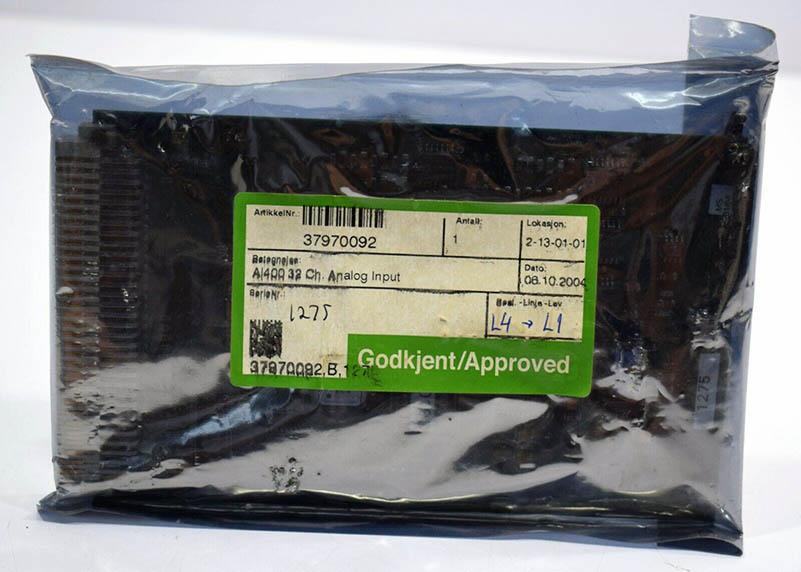 ArtikkelNr.:
37970092
Antall:
1
Lokasjon:
2-13-01-01
Betegnelse:
AI400 32 Ch. Analog Input
Dato:
08.10.2004
SerieNr.:
1275
Best. -Linje -Lev
L4 → L1
37970092,B,127
Godkjent/Approved
1275